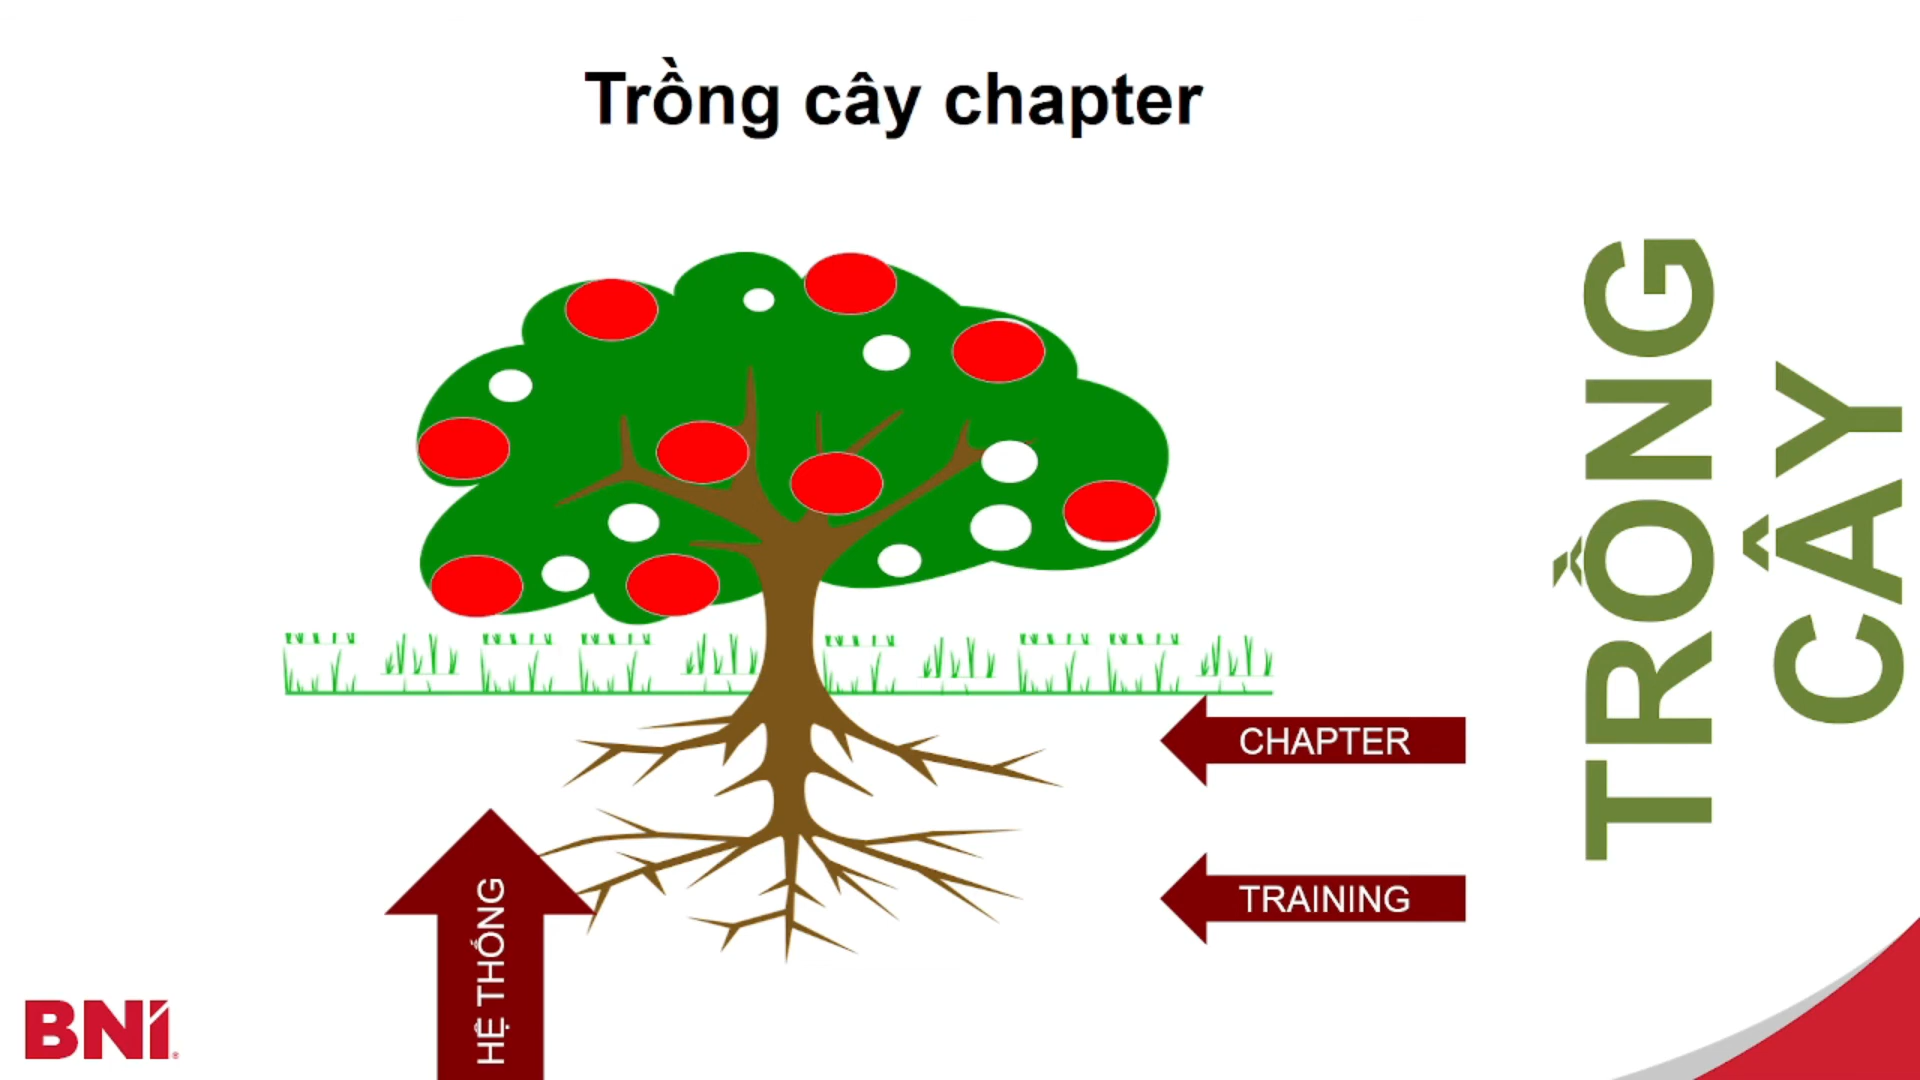 Trồng cây chapter
TRỒNG
CÂY
CHAPTER
TRAINING
HỆ THỐNG
BNI